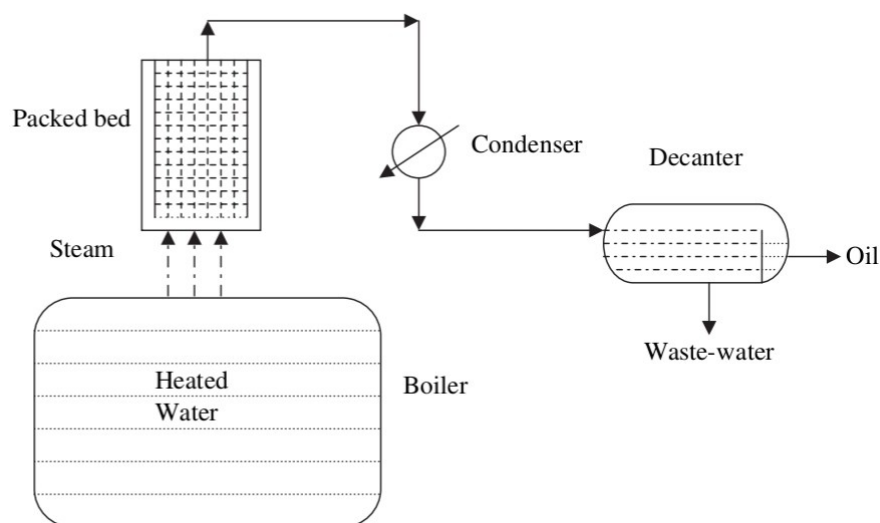 Packed bed
Condenser
Decanter
Steam
Oil
Waste-water
Heated
Water
Boiler